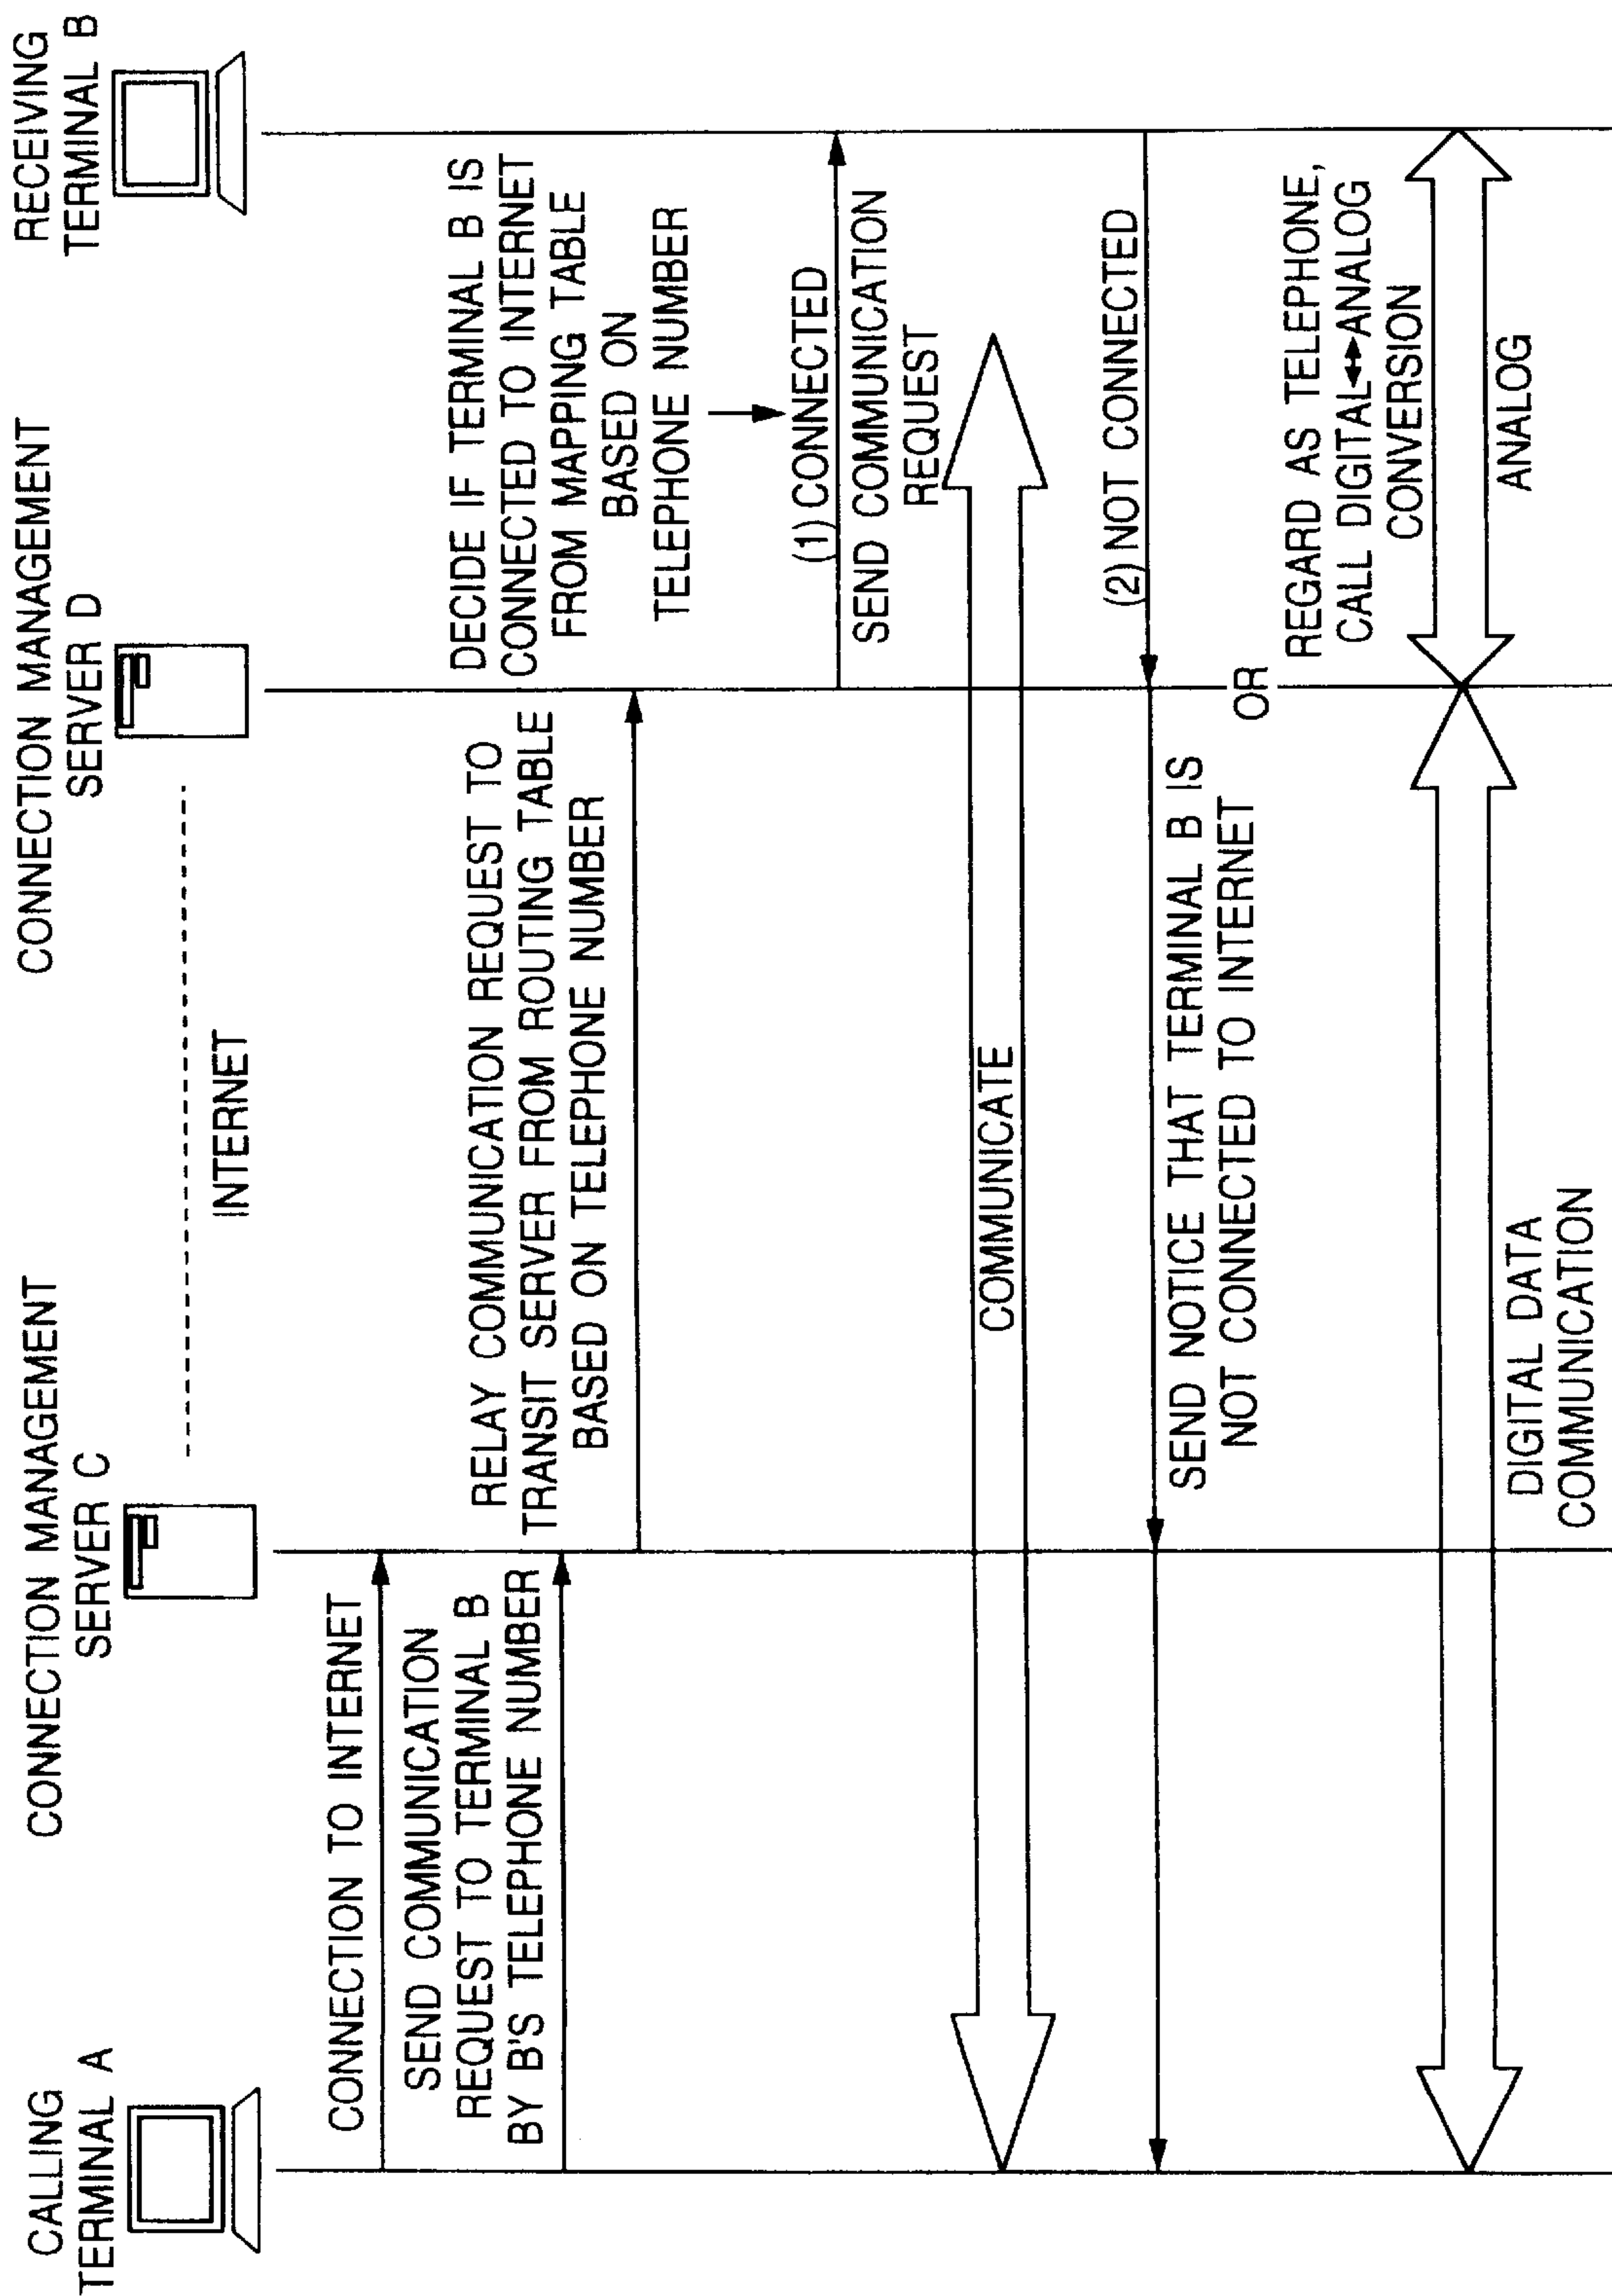 CALLING
TERMINAL A
CONNECTION MANAGEMENT
SERVER C
CONNECTION MANAGEMENT
SERVER D
RECEIVING
TERMINAL B
INTERNET
CONNECTION TO INTERNET
SEND COMMUNICATION
REQUEST TO TERMINAL B
BY B'S TELEPHONE NUMBER
RELAY COMMUNICATION REQUEST TO
TRANSIT SERVER FROM ROUTING TABLE
BASED ON TELEPHONE NUMBER
DECIDE IF TERMINAL B IS
CONNECTED TO INTERNET
FROM MAPPING TABLE
BASED ON
TELEPHONE NUMBER
(1) CONNECTED
SEND COMMUNICATION
REQUEST
COMMUNICATE
(2) NOT CONNECTED
SEND NOTICE THAT TERMINAL B IS
NOT CONNECTED TO INTERNET
OR
REGARD AS TELEPHONE,
CALL DIGITAL↔ANALOG
CONVERSION
DIGITAL DATA
COMMUNICATION
ANALOG